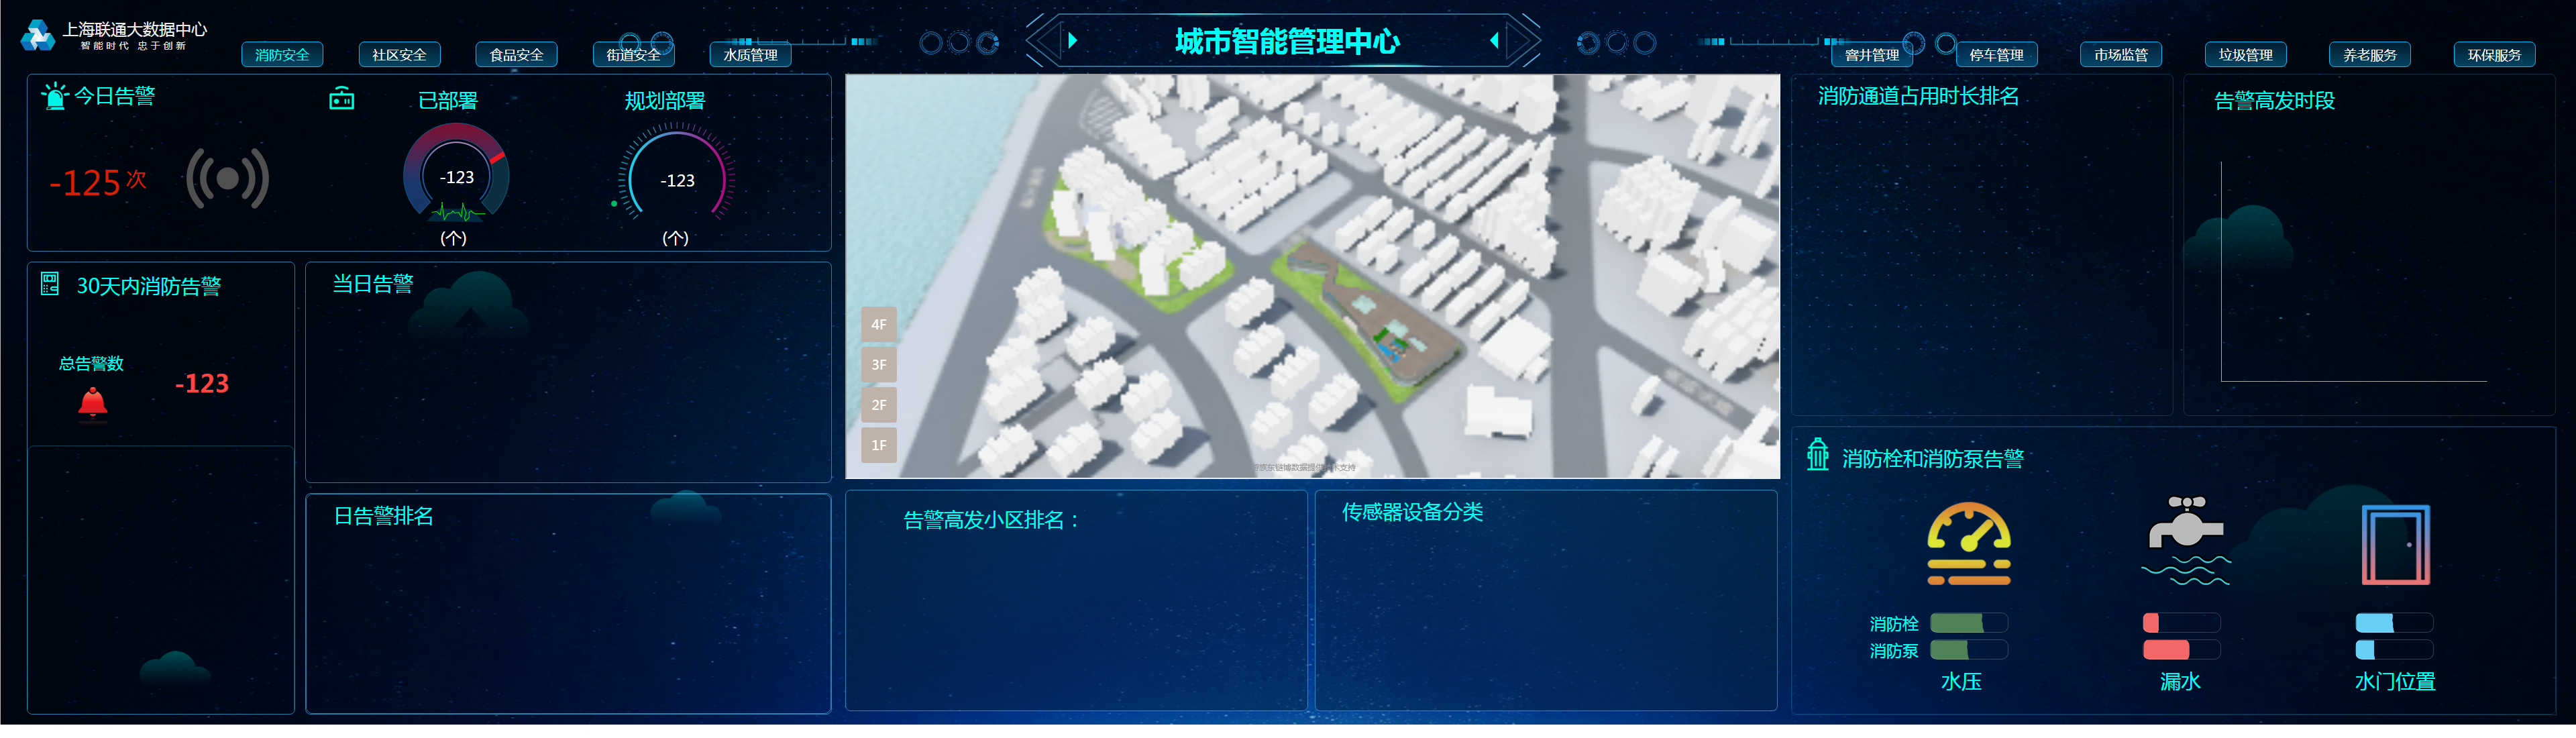 上海联通大数据中心
智能时代 忠于创新
消防安全
社区安全
食品安全
街道安全
水质管理
城市智能管理中心
窨井管理
停车管理
市场监管
垃圾管理
养老服务
环保服务
今日告警
-125次
已部署
-123
(个)
规划部署
-123
(个)
30天内消防告警
总告警数
-123
当日告警
日告警排名
4F
3F
2F
1F
告警高发小区排名：
传感器设备分类
消防通道占用时长排名
告警高发时段
消防栓和消防泵告警
消防栓
消防泵
水压
漏水
水门位置